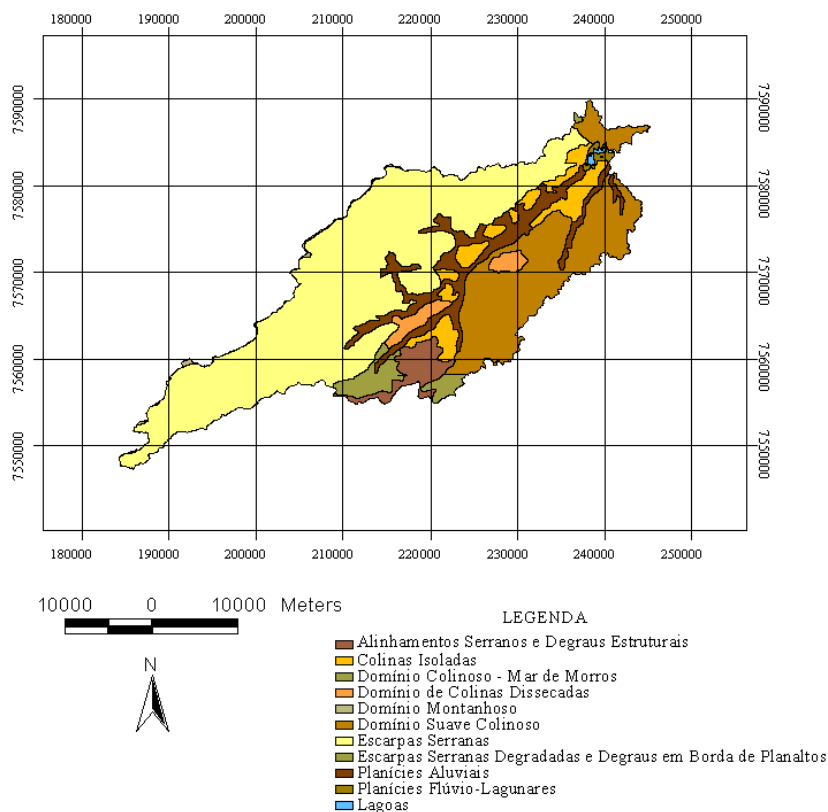 180000 190000 200000 210000 220000 230000 240000 250000
7590000 7590000
7580000 7580000
7570000 7570000
7560000 7560000
7550000 7550000
180000 190000 200000 210000 220000 230000 240000 250000
10000 0 10000 Meters
N
LEGENDA
Alinhamentos Serranos e Degraus Estruturais
Colinas Isoladas
Domínio Colinoso - Mar de Morros
Domínio de Colinas Dissecadas
Domínio Montanhoso
Domínio Suave Colinoso
Escarpas Serranas
Escarpas Serranas Degradadas e Degraus em Borda de Planaltos
Planícies Aluviais
Planícies Flúvio-Lagunares
Lagoas